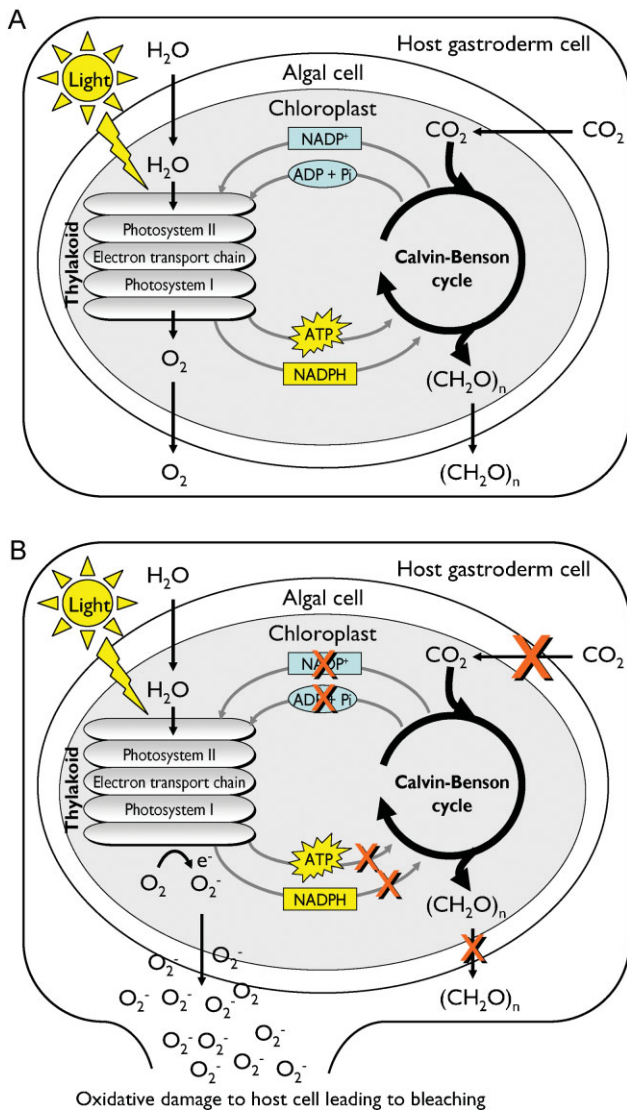 A
Host gastroderm cell
Light
H₂O
Algal cell
Chloroplast
NADP⁺
CO₂
CO₂
H₂O
ADP + Pi
Thylakoid
Photosystem II
Electron transport chain
Photosystem I
Calvin-Benson
cycle
ATP
O₂
NADPH
(CH₂O)ₙ
O₂
(CH₂O)ₙ
B
Host gastroderm cell
Light
H₂O
Algal cell
Chloroplast
NADP⁺
CO₂
CO₂
X
X
H₂O
ADP + Pi
X
Thylakoid
Photosystem II
Electron transport chain
Photosystem I
Calvin-Benson
cycle
ATP
X
X
e⁻
O₂
O₂⁻
NADPH
(CH₂O)ₙ
X
O₂⁻
O₂⁻
(CH₂O)ₙ
O₂⁻
O₂⁻
O₂⁻
O₂
O₂⁻
O₂⁻
O₂⁻
O₂⁻
O₂⁻
Oxidative damage to host cell leading to bleaching